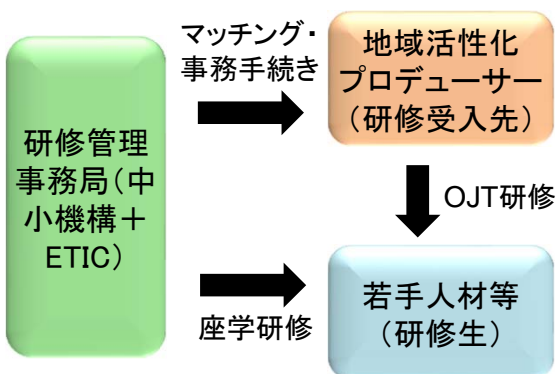 研修管理
事務局(中
小機構+
ETIC)
マッチング・
事務手続き
地域活性化
プロデューサー
(研修受入先)
OJT研修
座学研修
若手人材等
(研修生)